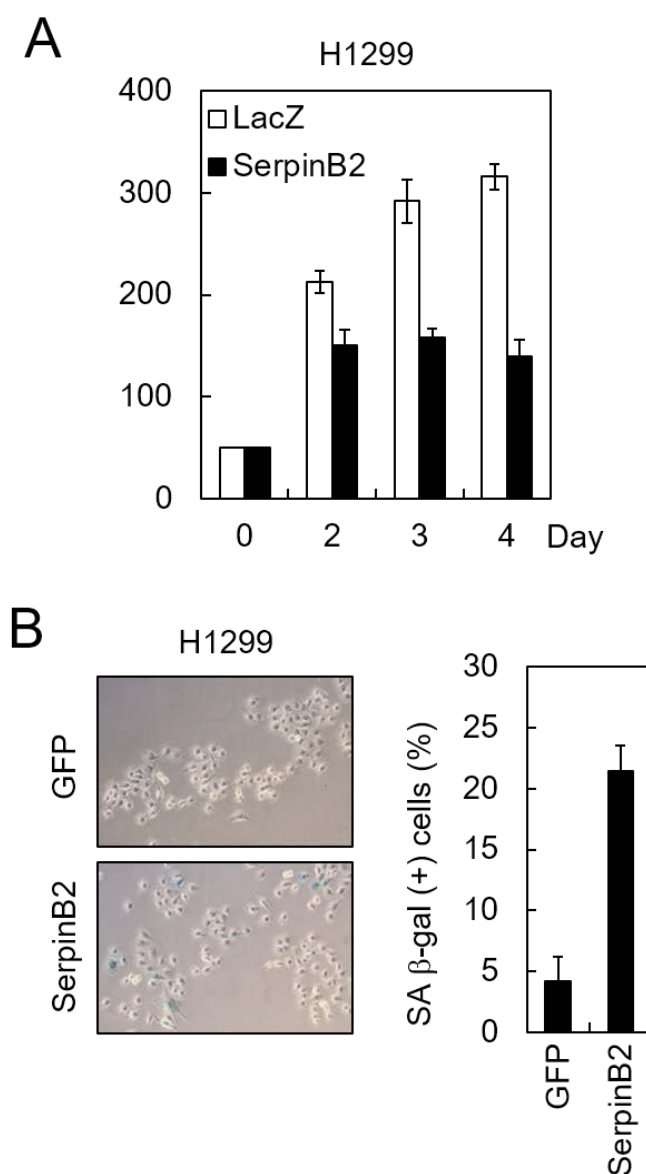 A
H1299
400
300
200
100
0
LacZ
SerpinB2
0 2 3 4 Day
B
H1299
GFP
SerpinB2
SA β-gal (+) cells (%)
30
25
20
15
10
5
0
GFP
SerpinB2